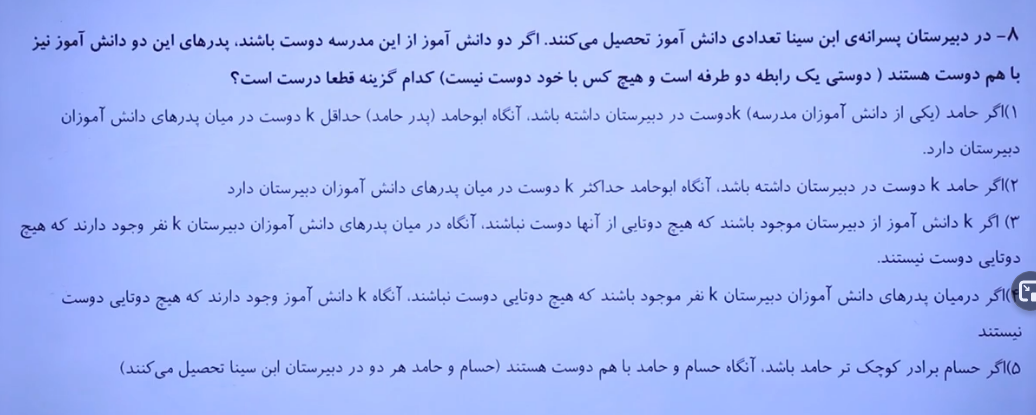 ۸- در دبیرستان پسرانه‌ی ابن سینا تعدادی دانش آموز تحصیل می‌کنند. اگر دو دانش آموز از این مدرسه دوست باشند، پدرهای این دو دانش آموز نیز
با هم دوست هستند ( دوستی یک رابطه دو طرفه است و هیچ کس با خود دوست نیست) کدام گزینه قطعا درست است؟
۱)اگر حامد (یکی از دانش آموزان مدرسه) kدوست در دبیرستان داشته باشد، آنگاه ابوحامد (پدر حامد) حداقل k دوست در میان پدرهای دانش آموزان
دبیرستان دارد.
۲)اگر حامد k دوست در دبیرستان داشته باشد، آنگاه ابوحامد حداکثر k دوست در میان پدرهای دانش آموزان دبیرستان دارد
۳) اگر k دانش آموز از دبیرستان موجود باشند که هیچ دوتایی از آنها دوست نباشند، آنگاه در میان پدرهای دانش آموزان دبیرستان k نفر وجود دارند که هیچ
دوتایی دوست نیستند.
۴)اگر درمیان پدرهای دانش آموزان دبیرستان k نفر موجود باشند که هیچ دوتایی دوست نباشند، آنگاه k دانش آموز وجود دارند که هیچ دوتایی دوست
نیستند
۵)اگر حسام برادر کوچک تر حامد باشد، آنگاه حسام و حامد با هم دوست هستند (حسام و حامد هر دو در دبیرستان ابن سینا تحصیل می‌کنند)